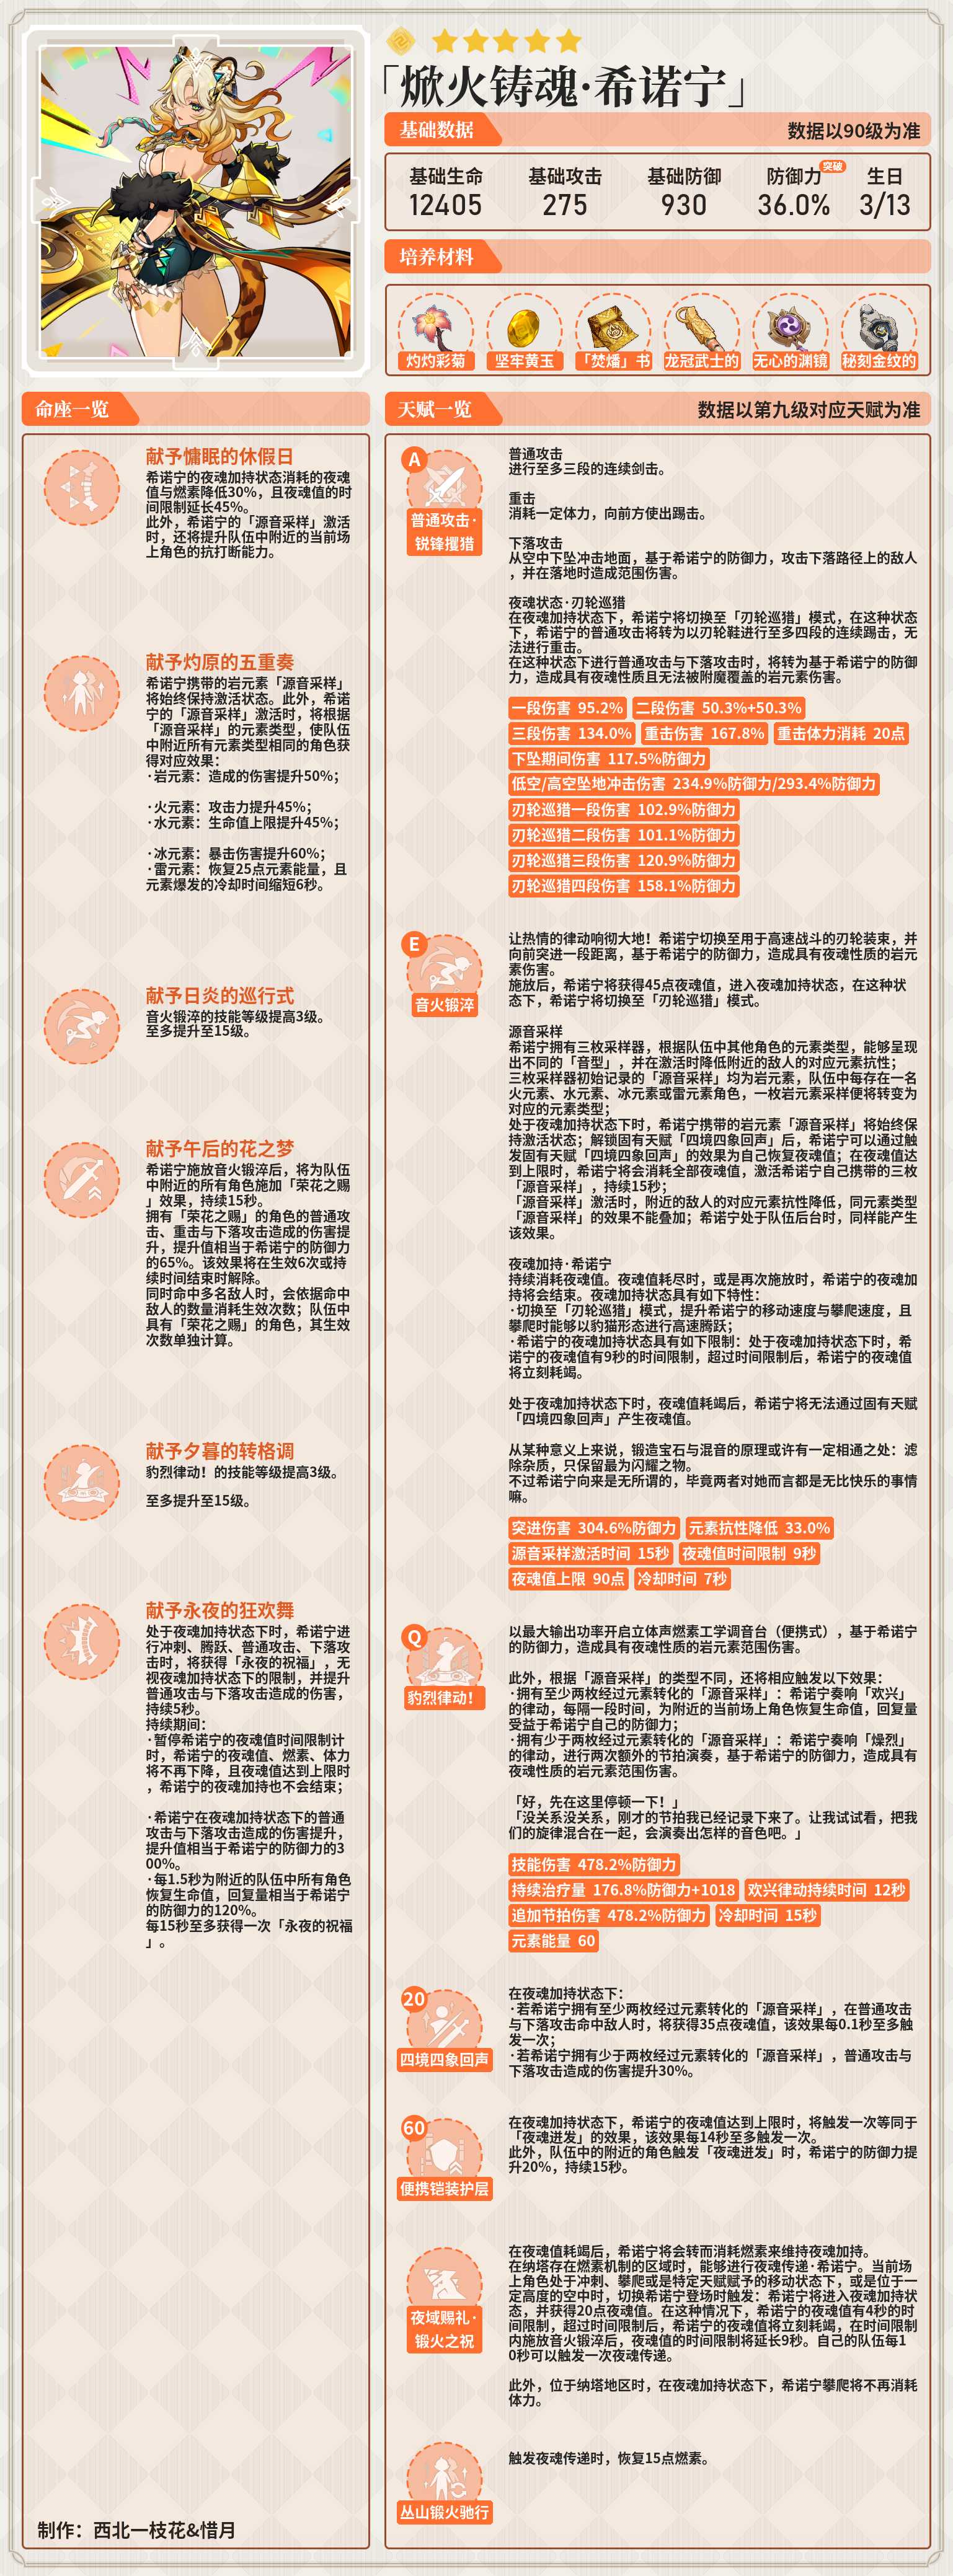 「焮火铸魂·希诺宁」
基础数据
数据以90级为准
基础生命
基础攻击
基础防御
防御力
突破
生日
12405
275
930
36.0%
3/13
培养材料
灼灼彩菊
坚牢黄玉
「焚燔」书
龙冠武士的
无心的渊镜
秘刻金纹的
命座一览
献予慵眠的休假日
希诺宁的夜魂加持状态消耗的夜魂
值与燃素降低30%，且夜魂值的时
间限制延长45%。
此外，希诺宁的「源音采样」激活
时，还将提升队伍中附近的当前场
上角色的抗打断能力。
献予灼原的五重奏
希诺宁携带的岩元素「源音采样」
将始终保持激活状态。此外，希诺
宁的「源音采样」激活时，将根据
「源音采样」的元素类型，使队伍
中附近所有元素类型相同的角色获
得对应效果：
·岩元素：造成的伤害提升50%；
·火元素：攻击力提升45%；
·水元素：生命值上限提升45%；
·冰元素：暴击伤害提升60%；
·雷元素：恢复25点元素能量，且
元素爆发的冷却时间缩短6秒。
献予日炎的巡行式
音火锻淬的技能等级提高3级。
至多提升至15级。
献予午后的花之梦
希诺宁施放音火锻淬后，将为队伍
中附近的所有角色施加「荣花之赐
」效果，持续15秒。
拥有「荣花之赐」的角色的普通攻
击、重击与下落攻击造成的伤害提
升，提升值相当于希诺宁的防御力
的65%。该效果将在生效6次或持
续时间结束时解除。
同时命中多名敌人时，会依据命中
敌人的数量消耗生效次数；队伍中
具有「荣花之赐」的角色，其生效
次数单独计算。
献予夕暮的转格调
豹烈律动！的技能等级提高3级。
至多提升至15级。
献予永夜的狂欢舞
处于夜魂加持状态下时，希诺宁进
行冲刺、腾跃、普通攻击、下落攻
击时，将获得「永夜的祝福」，无
视夜魂加持状态下的限制，并提升
普通攻击与下落攻击造成的伤害，
持续5秒。
持续期间：
·暂停希诺宁的夜魂值时间限制计
时，希诺宁的夜魂值、燃素、体力
将不再下降，且夜魂值达到上限时
，希诺宁的夜魂加持也不会结束；
·希诺宁在夜魂加持状态下的普通
攻击与下落攻击造成的伤害提升，
提升值相当于希诺宁的防御力的3
00%。
·每1.5秒为附近的队伍中所有角色
恢复生命值，回复量相当于希诺宁
的防御力的120%。
每15秒至多获得一次「永夜的祝福
」。
制作：西北一枝花&惜月
天赋一览
数据以第九级对应天赋为准
A
普通攻击·
锐锋攫猎
普通攻击
进行至多三段的连续剑击。
重击
消耗一定体力，向前方使出踢击。
下落攻击
从空中下坠冲击地面，基于希诺宁的防御力，攻击下落路径上的敌人
，并在落地时造成范围伤害。
夜魂状态·刃轮巡猎
在夜魂加持状态下，希诺宁将切换至「刃轮巡猎」模式，在这种状态
下，希诺宁的普通攻击将转为以刃轮鞋进行至多四段的连续踢击，无
法进行重击。
在这种状态下进行普通攻击与下落攻击时，将转为基于希诺宁的防御
力，造成具有夜魂性质且无法被附魔覆盖的岩元素伤害。
一段伤害 95.2% 二段伤害 50.3%+50.3%
三段伤害 134.0% 重击伤害 167.8% 重击体力消耗 20点
下坠期间伤害 117.5%防御力
低空/高空坠地冲击伤害 234.9%防御力/293.4%防御力
刃轮巡猎一段伤害 102.9%防御力
刃轮巡猎二段伤害 101.1%防御力
刃轮巡猎三段伤害 120.9%防御力
刃轮巡猎四段伤害 158.1%防御力
E
音火锻淬
让热情的律动响彻大地！希诺宁切换至用于高速战斗的刃轮装束，并
向前突进一段距离，基于希诺宁的防御力，造成具有夜魂性质的岩元
素伤害。
施放后，希诺宁将获得45点夜魂值，进入夜魂加持状态，在这种状
态下，希诺宁将切换至「刃轮巡猎」模式。
源音采样
希诺宁拥有三枚采样器，根据队伍中其他角色的元素类型，能够呈现
出不同的「音型」，并在激活时降低附近的敌人的对应元素抗性；
三枚采样器初始记录的「源音采样」均为岩元素，队伍中每存在一名
火元素、水元素、冰元素或雷元素角色，一枚岩元素采样便将转变为
对应的元素类型；
处于夜魂加持状态下时，希诺宁携带的岩元素「源音采样」将始终保
持激活状态；解锁固有天赋「四境四象回声」后，希诺宁可以通过触
发固有天赋「四境四象回声」的效果为自己恢复夜魂值；在夜魂值达
到上限时，希诺宁将会消耗全部夜魂值，激活希诺宁自己携带的三枚
「源音采样」，持续15秒；
「源音采样」激活时，附近的敌人的对应元素抗性降低，同元素类型
「源音采样」的效果不能叠加；希诺宁处于队伍后台时，同样能产生
该效果。
夜魂加持·希诺宁
持续消耗夜魂值。夜魂值耗尽时，或是再次施放时，希诺宁的夜魂加
持将会结束。夜魂加持状态具有如下特性：
·切换至「刃轮巡猎」模式，提升希诺宁的移动速度与攀爬速度，且
攀爬时能够以豹猫形态进行高速腾跃；
·希诺宁的夜魂加持状态具有如下限制：处于夜魂加持状态下时，希
诺宁的夜魂值有9秒的时间限制，超过时间限制后，希诺宁的夜魂值
将立刻耗竭。
处于夜魂加持状态下时，夜魂值耗竭后，希诺宁将无法通过固有天赋
「四境四象回声」产生夜魂值。
从某种意义上来说，锻造宝石与混音的原理或许有一定相通之处：滤
除杂质，只保留最为闪耀之物。
不过希诺宁向来是无所谓的，毕竟两者对她而言都是无比快乐的事情
嘛。
突进伤害 304.6%防御力 元素抗性降低 33.0%
源音采样激活时间 15秒 夜魂值时间限制 9秒
夜魂值上限 90点 冷却时间 7秒
Q
豹烈律动！
以最大输出功率开启立体声燃素工学调音台（便携式），基于希诺宁
的防御力，造成具有夜魂性质的岩元素范围伤害。
此外，根据「源音采样」的类型不同，还将相应触发以下效果：
·拥有至少两枚经过元素转化的「源音采样」：希诺宁奏响「欢兴」
的律动，每隔一段时间，为附近的当前场上角色恢复生命值，回复量
受益于希诺宁自己的防御力；
·拥有少于两枚经过元素转化的「源音采样」：希诺宁奏响「燥烈」
的律动，进行两次额外的节拍演奏，基于希诺宁的防御力，造成具有
夜魂性质的岩元素范围伤害。
「好，先在这里停顿一下！」
「没关系没关系，刚才的节拍我已经记录下来了。让我试试看，把我
们的旋律混合在一起，会演奏出怎样的音色吧。」
技能伤害 478.2%防御力
持续治疗量 176.8%防御力+1018 欢兴律动持续时间 12秒
追加节拍伤害 478.2%防御力 冷却时间 15秒
元素能量 60
20
四境四象回声
在夜魂加持状态下：
·若希诺宁拥有至少两枚经过元素转化的「源音采样」，在普通攻击
与下落攻击命中敌人时，将获得35点夜魂值，该效果每0.1秒至多触
发一次；
·若希诺宁拥有少于两枚经过元素转化的「源音采样」，普通攻击与
下落攻击造成的伤害提升30%。
60
便携铠装护层
在夜魂加持状态下，希诺宁的夜魂值达到上限时，将触发一次等同于
「夜魂迸发」的效果，该效果每14秒至多触发一次。
此外，队伍中的附近的角色触发「夜魂迸发」时，希诺宁的防御力提
升20%，持续15秒。
夜域赐礼·
锻火之祝
在夜魂值耗竭后，希诺宁将会转而消耗燃素来维持夜魂加持。
在纳塔存在燃素机制的区域时，能够进行夜魂传递·希诺宁。当前场
上角色处于冲刺、攀爬或是特定天赋赋予的移动状态下，或是位于一
定高度的空中时，切换希诺宁登场时触发：希诺宁将进入夜魂加持状
态，并获得20点夜魂值。在这种情况下，希诺宁的夜魂值有4秒的时
间限制，超过时间限制后，希诺宁的夜魂值将立刻耗竭，在时间限制
内施放音火锻淬后，夜魂值的时间限制将延长9秒。自己的队伍每1
0秒可以触发一次夜魂传递。
此外，位于纳塔地区时，在夜魂加持状态下，希诺宁攀爬将不再消耗
体力。
丛山锻火驰行
触发夜魂传递时，恢复15点燃素。